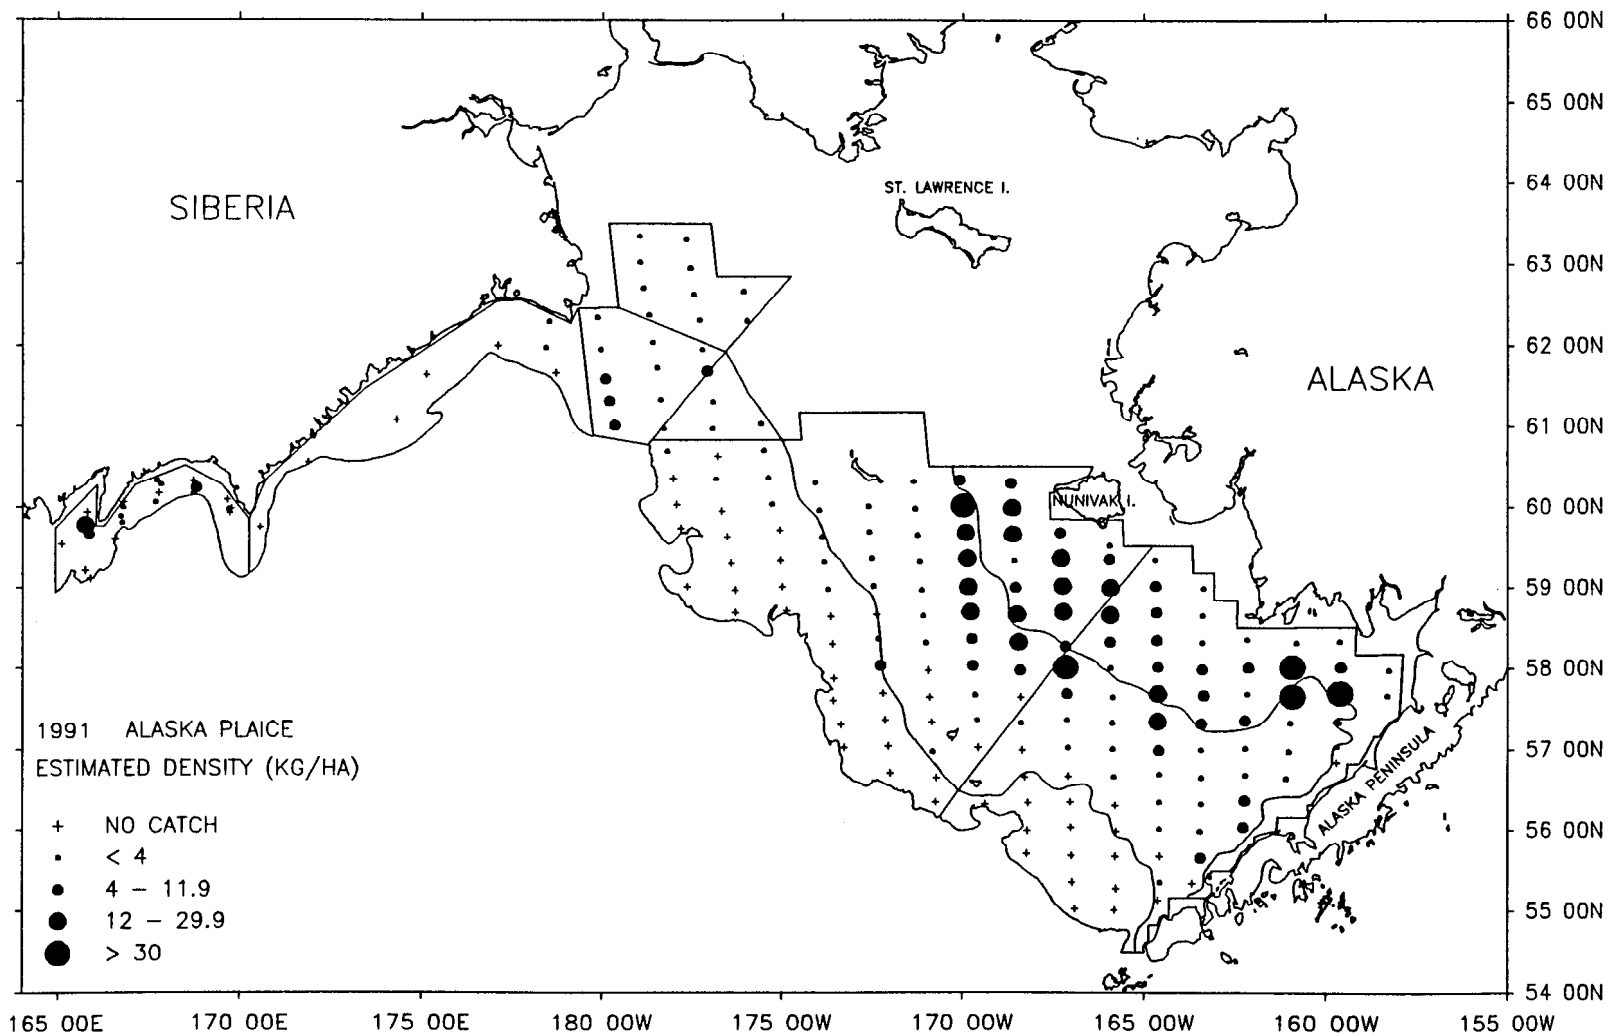 66 00N
65 00N
64 00N
63 00N
62 00N
61 00N
60 00N
59 00N
58 00N
57 00N
56 00N
55 00N
54 00N
SIBERIA
ST. LAWRENCE I.
ALASKA
NUNIVAK I.
ALASKA PENINSULA
1991 ALASKA PLAICE
ESTIMATED DENSITY (KG/HA)
+ NO CATCH
< 4
4 – 11.9
12 – 29.9
> 30
165 00E 170 00E 175 00E 180 00W 175 00W 170 00W 165 00W 160 00W 155 00W